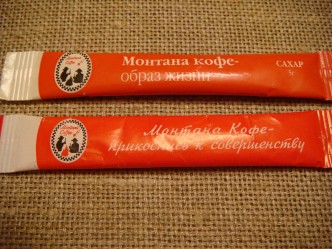 Монтана кофе-
образ жизни
САХАР
5г
Монтана Кофе-
прикоснись к совершенству